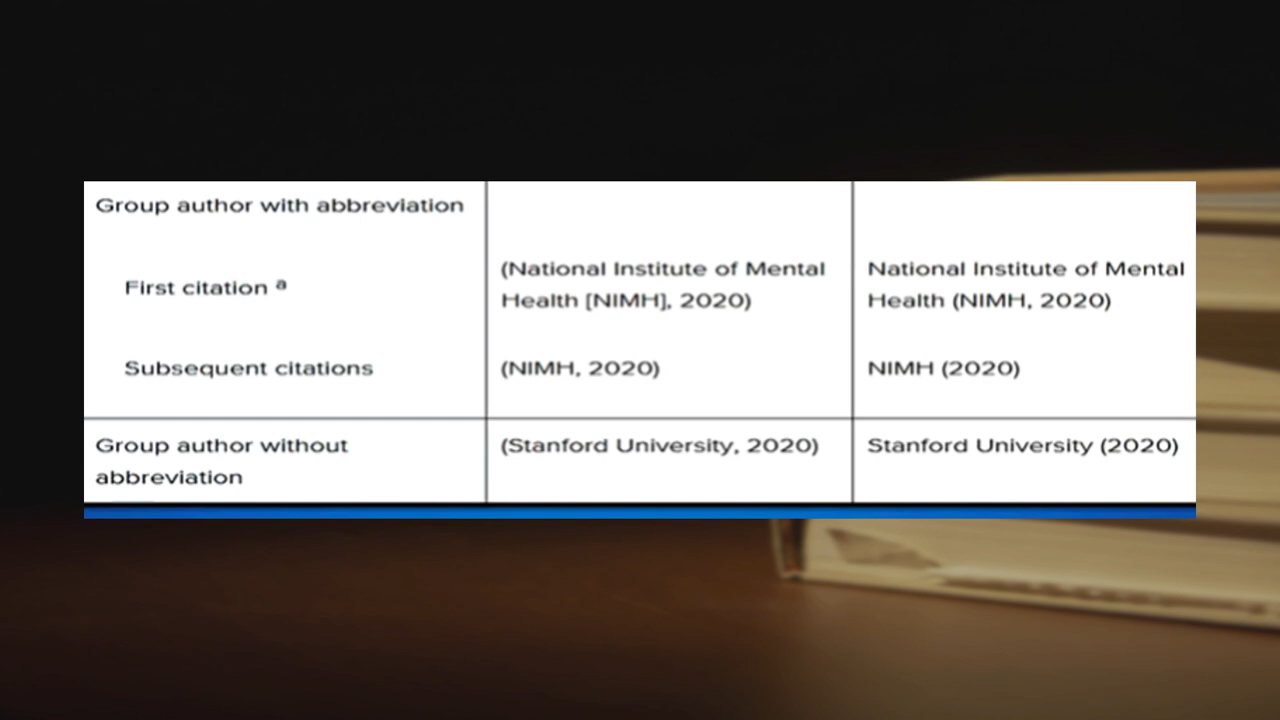 Group author with abbreviation
First citation a
(National Institute of Mental
Health [NIMH], 2020)
National Institute of Mental
Health (NIMH, 2020)
Subsequent citations
(NIMH, 2020)
NIMH (2020)
Group author without
abbreviation
(Stanford University, 2020)
Stanford University (2020)